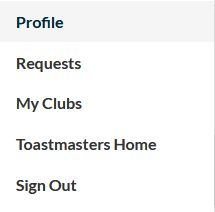 Profile
Requests
My Clubs
Toastmasters Home
Sign Out